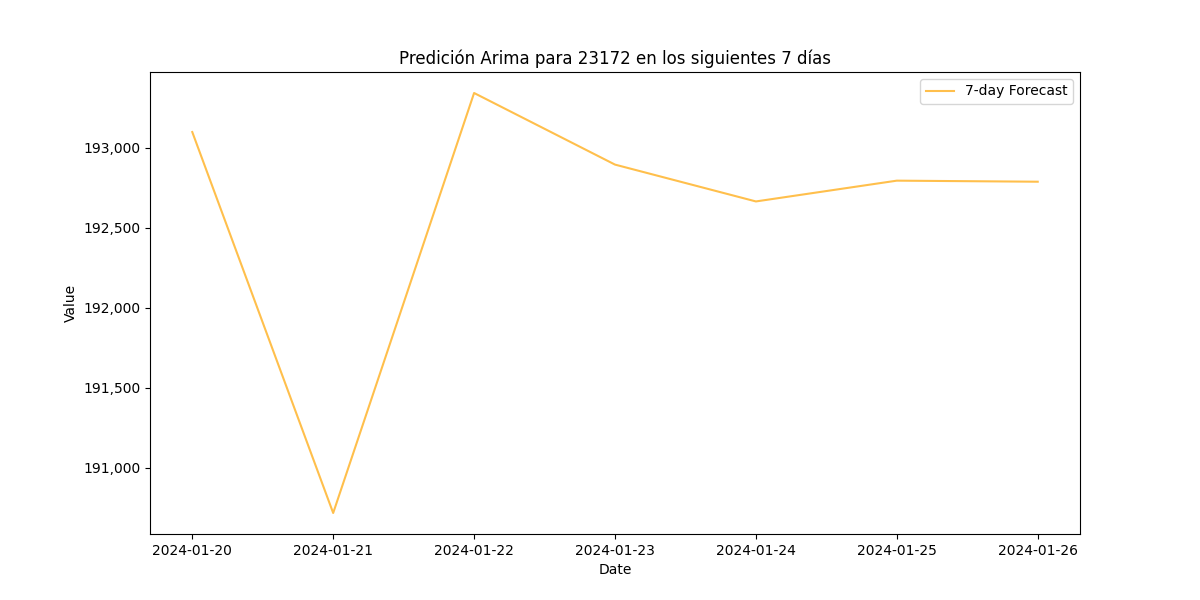 Predición Arima para 23172 en los siguientes 7 días
7-day Forecast
Value
193,000
192,500
192,000
191,500
191,000
2024-01-20 2024-01-21 2024-01-22 2024-01-23 2024-01-24 2024-01-25 2024-01-26
Date